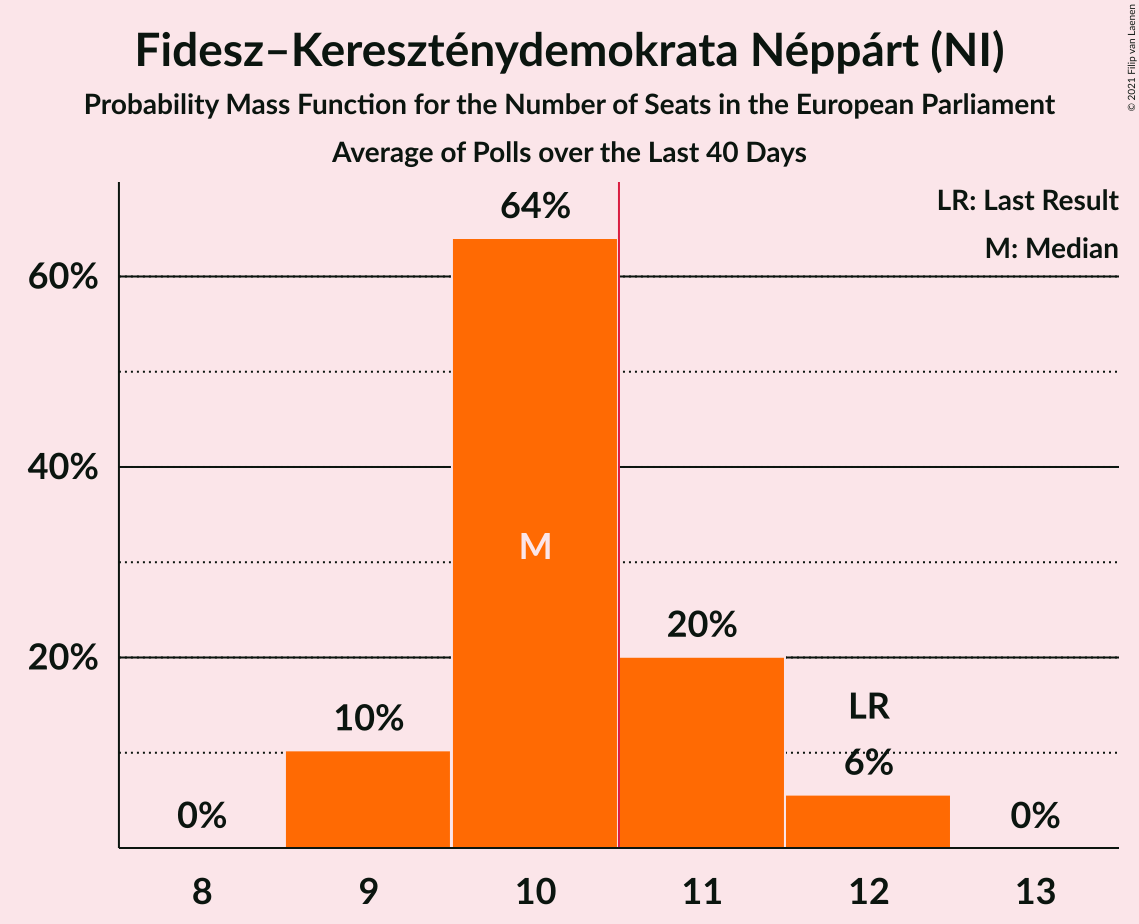 Fidesz–Kereszténydemokrata Néppárt (NI)
Probability Mass Function for the Number of Seats in the European Parliament
Average of Polls over the Last 40 Days
© 2021 Filip van Laenen
LR: Last Result
M: Median
64%
60%
40%
M
20%
20%
LR
10%
6%
0%
0%
8 9 10 11 12 13